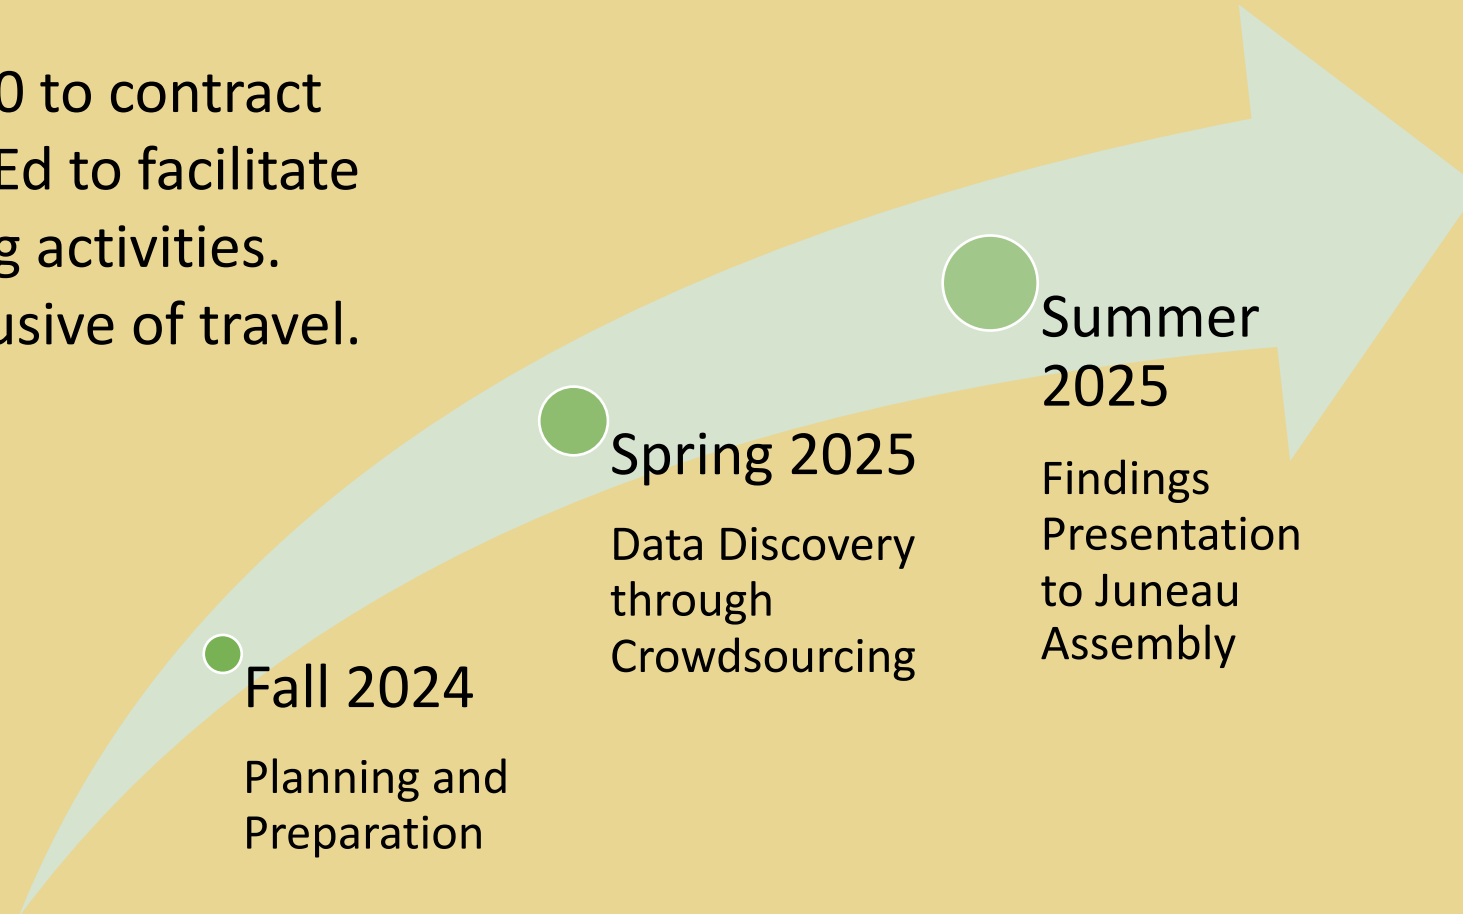 0 to contract
Ed to facilitate
g activities.
usive of travel.
Summer
2025
Findings
Presentation
to Juneau
Assembly
Spring 2025
Data Discovery
through
Crowdsourcing
Fall 2024
Planning and
Preparation